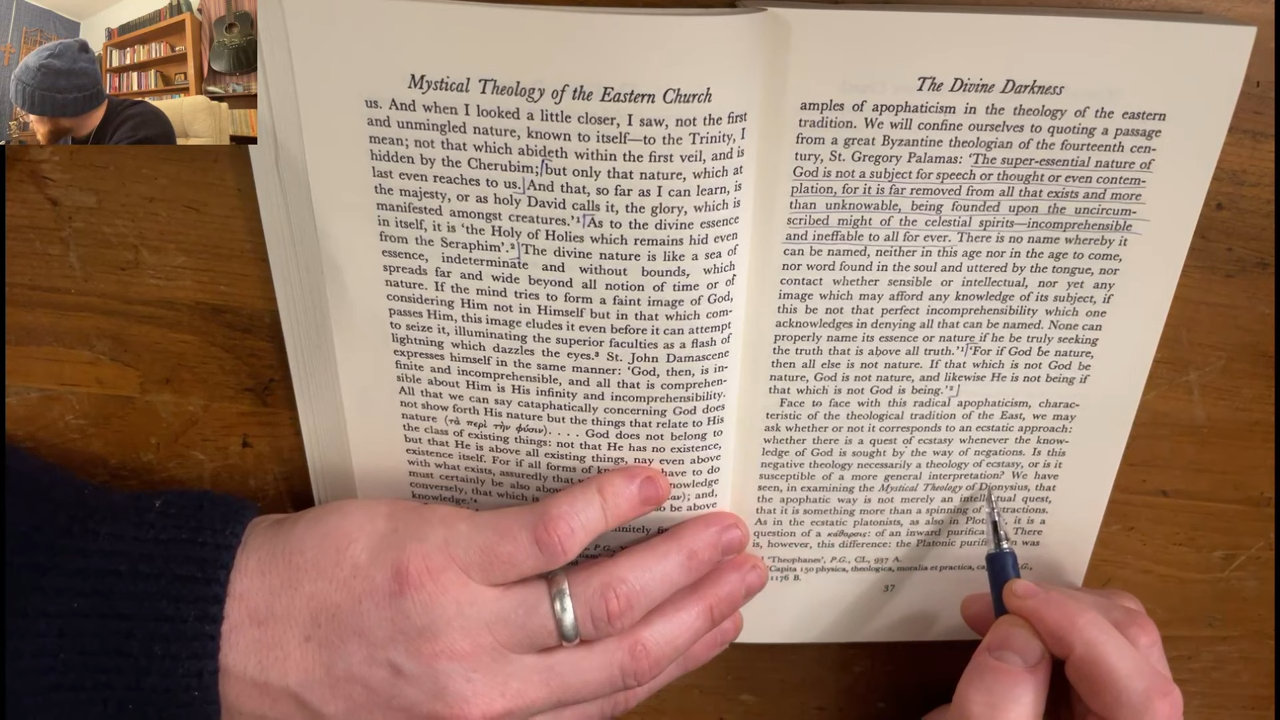 Mystical Theology of the Eastern Church
us. And when I looked a little closer, I saw, not the first
and unmingled nature, known to itself—to the Trinity, I
mean; not that which abideth within the first veil, and is
hidden by the Cherubim; but only that nature, which at
last even reaches to us. And that, so far as I can learn, is
the majesty, or as holy David calls it, the glory, which is
manifested amongst creatures.'¹ As to the divine essence
in itself, it is 'the Holy of Holies which remains hid even
from the Seraphim'.² The divine nature is like a sea of
essence, indeterminate and without bounds, which
spreads far and wide beyond all notion of time or of
nature. If the mind tries to form a faint image of God,
considering Him not in Himself but in that which com-
passes Him, this image eludes it even before it can attempt
to seize it, illuminating the superior faculties as a flash of
lightning which dazzles the eyes.³ St. John Damascene
expresses himself in the same manner: 'God, then, is in-
finite and incomprehensible, and all that is comprehen-
sible about Him is His infinity and incomprehensibility.
All that we can say cataphatically concerning God does
not show forth His nature but the things that relate to His
nature (τὰ περὶ τὴν φύσιν). . . . God does not belong to
the class of existing things: not that He has no existence,
but that He is above all existing things, nay even above
existence itself. For if all forms of have to do
with what exists, assuredly that nowledge
must certainly be also abov ; and,
conversely, that which is o be above
knowledge.'⁴
nitely
The Divine Darkness
amples of apophaticism in the theology of the eastern
tradition. We will confine ourselves to quoting a passage
from a great Byzantine theologian of the fourteenth cen-
tury, St. Gregory Palamas: 'The super-essential nature of
God is not a subject for speech or thought or even contem-
plation, for it is far removed from all that exists and more
than unknowable, being founded upon the uncircum-
scribed might of the celestial spirits—incomprehensible
and ineffable to all for ever. There is no name whereby it
can be named, neither in this age nor in the age to come,
nor word found in the soul and uttered by the tongue, nor
contact whether sensible or intellectual, nor yet any
image which may afford any knowledge of its subject, if
this be not that perfect incomprehensibility which one
acknowledges in denying all that can be named. None can
properly name its essence or nature if he be truly seeking
the truth that is above all truth.'¹ 'For if God be nature,
then all else is not nature. If that which is not God be
nature, God is not nature, and likewise He is not being if
that which is not God is being.'²
Face to face with this radical apophaticism, charac-
teristic of the theological tradition of the East, we may
ask whether or not it corresponds to an ecstatic approach:
whether there is a quest of ecstasy whenever the know-
ledge of God is sought by the way of negations. Is this
negative theology necessarily a theology of ecstasy, or is it
susceptible of a more general interpretation? We have
seen, in examining the Mystical Theology of Dionysius, that
the apophatic way is not merely an intellectual quest,
that it is something more than a spinning of tractions.
As in the ecstatic platonists, as also in Plot , it is a
question of a κάθαρσις: of an inward purifica There
is, however, this difference: the Platonic purifi n was
'Theophanes', P.G., CL, 937 A.
Capita 150 physica, theologica, moralia et practica, ca G.,
1176 B.
37